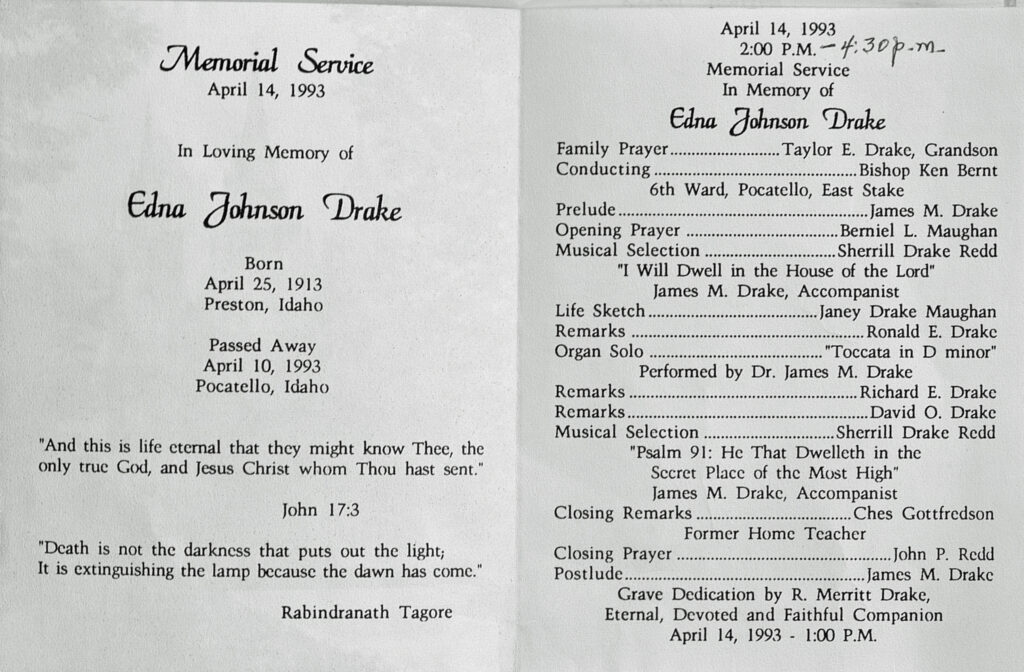 Memorial Service
April 14, 1993
In Loving Memory of
Edna Johnson Drake
Born
April 25, 1913
Preston, Idaho
Passed Away
April 10, 1993
Pocatello, Idaho
"And this is life eternal that they might know Thee, the
only true God, and Jesus Christ whom Thou hast sent."
John 17:3
"Death is not the darkness that puts out the light;
It is extinguishing the lamp because the dawn has come."
Rabindranath Tagore
April 14, 1993
2:00 P.M. – 4:30 p.m.
Memorial Service
In Memory of
Edna Johnson Drake
Family Prayer..........................Taylor E. Drake, Grandson
Conducting ..........................Bishop Ken Bernt
6th Ward, Pocatello, East Stake
Prelude..........................James M. Drake
Opening Prayer ..........................Berniel L. Maughan
Musical Selection ..........................Sherrill Drake Redd
"I Will Dwell in the House of the Lord"
James M. Drake, Accompanist
Life Sketch..........................Janey Drake Maughan
Remarks ..........................Ronald E. Drake
Organ Solo .........................."Toccata in D minor"
Performed by Dr. James M. Drake
Remarks ..........................Richard E. Drake
Remarks..........................David O. Drake
Musical Selection ..........................Sherrill Drake Redd
"Psalm 91: He That Dwelleth in the
Secret Place of the Most High"
James M. Drake, Accompanist
Closing Remarks ..........................Ches Gottfredson
Former Home Teacher
Closing Prayer ..........................John P. Redd
Postlude..........................James M. Drake
Grave Dedication by R. Merritt Drake,
Eternal, Devoted and Faithful Companion
April 14, 1993 - 1:00 P.M.